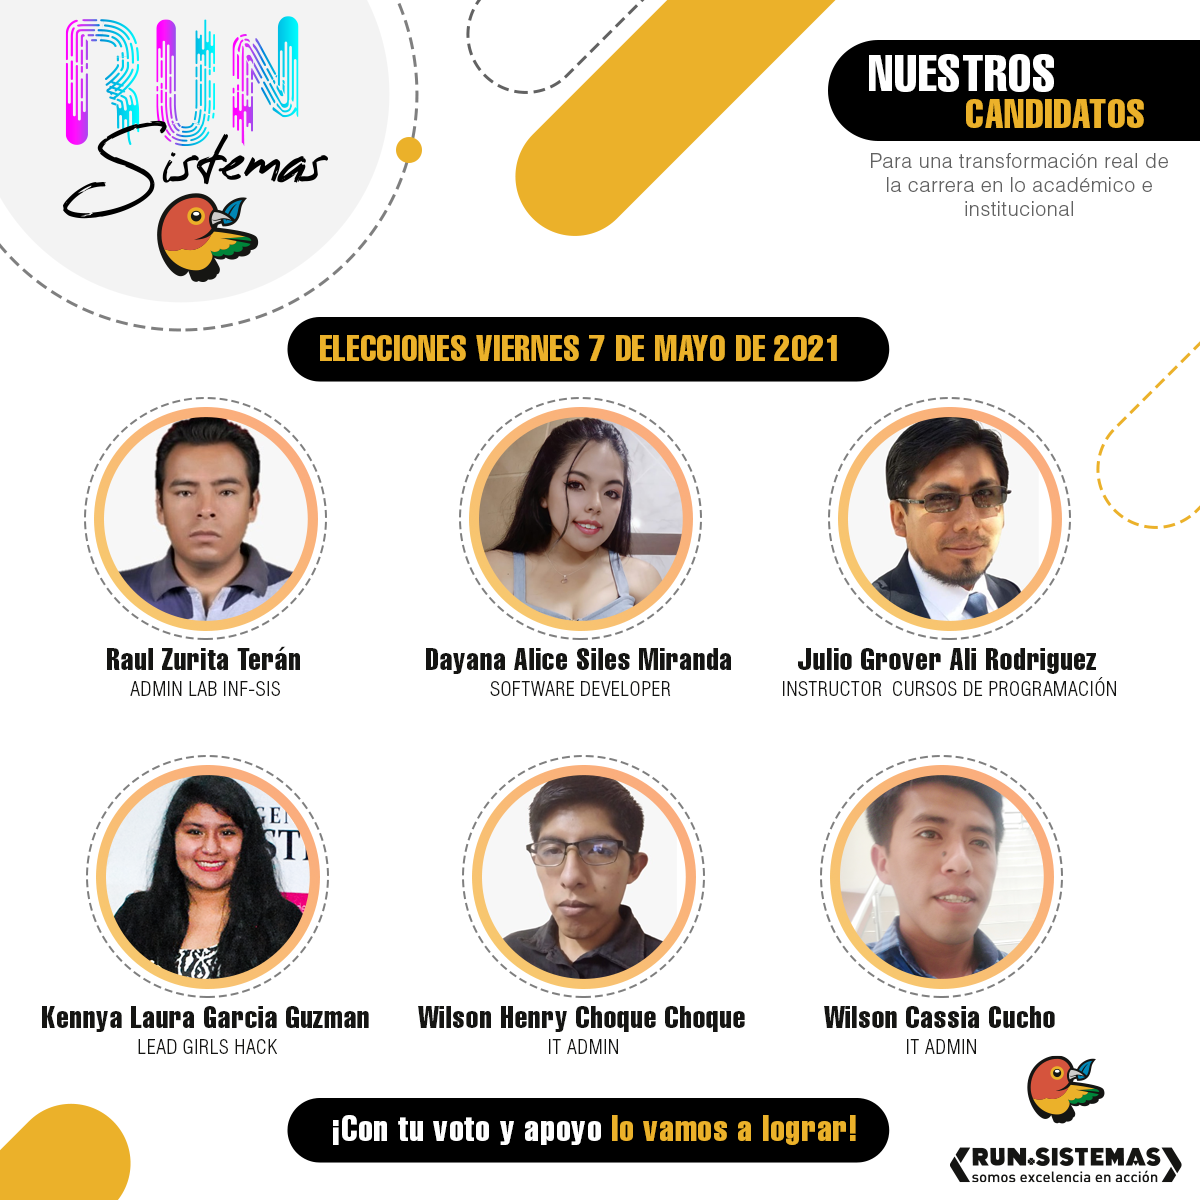 RUN
Sistemas
NUESTROS
CANDIDATOS
Para una transformación real de
la carrera en lo académico e
institucional
ELECCIONES VIERNES 7 DE MAYO DE 2021
Raul Zurita Terán
ADMIN LAB INF-SIS
Dayana Alice Siles Miranda
SOFTWARE DEVELOPER
Julio Grover Ali Rodriguez
INSTRUCTOR CURSOS DE PROGRAMACIÓN
GEN
ST
Kennya Laura Garcia Guzman
LEAD GIRLS HACK
Wilson Henry Choque Choque
IT ADMIN
Wilson Cassia Cucho
IT ADMIN
¡Con tu voto y apoyo lo vamos a lograr!
RUN.SISTEMAS
somos excelencia en acción